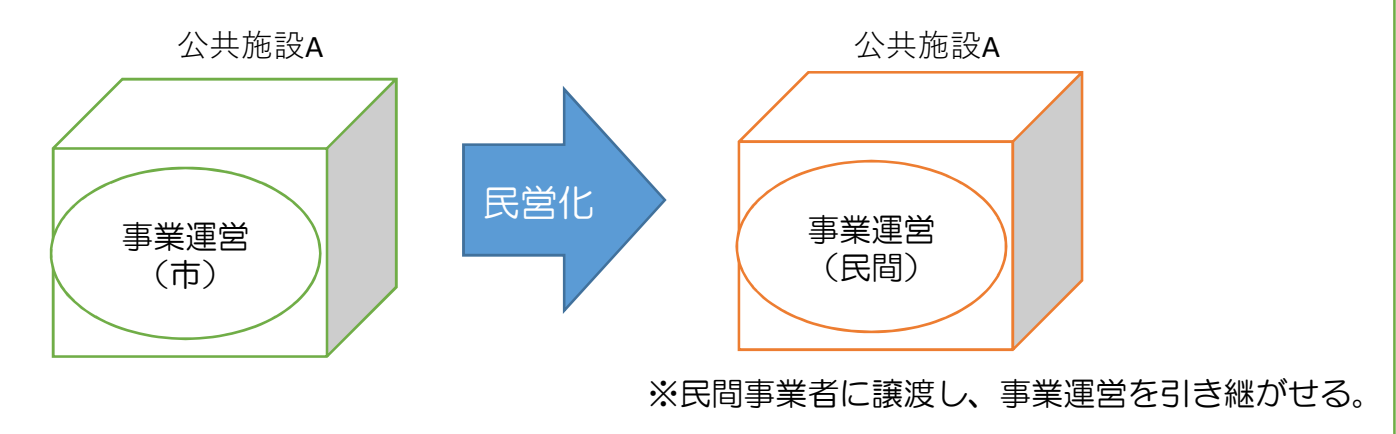 公共施設A
公共施設A
事業運営
（市）
民営化
事業運営
（民間）
※民間事業者に譲渡し、事業運営を引き継がせる。